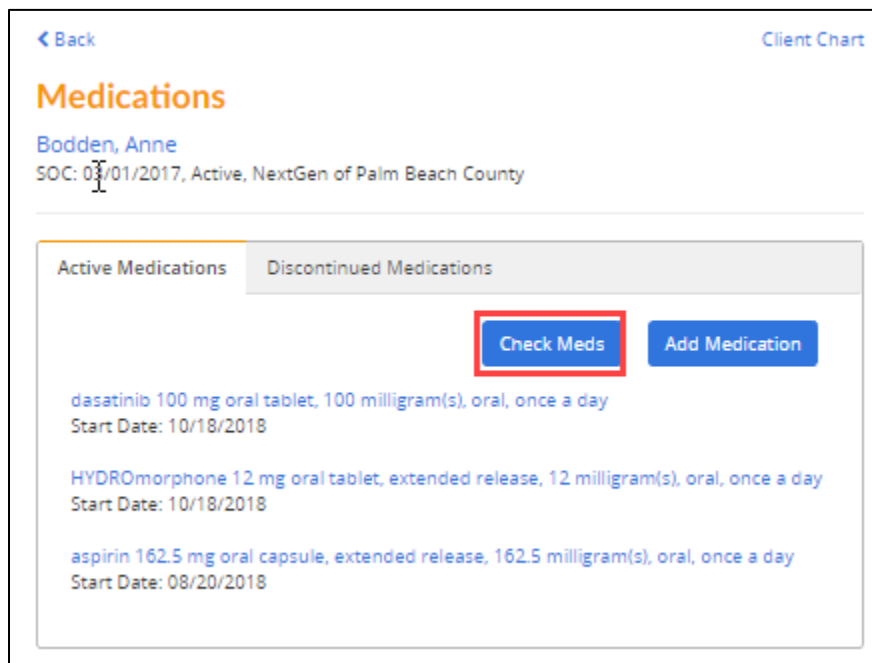 Back
Client Chart
Medications
Bodden, Anne
SOC: 03/01/2017, Active, NextGen of Palm Beach County
Active Medications
Discontinued Medications
Check Meds
Add Medication
dasatinib 100 mg oral tablet, 100 milligram(s), oral, once a day
Start Date: 10/18/2018
HYDROmorphone 12 mg oral tablet, extended release, 12 milligram(s), oral, once a day
Start Date: 10/18/2018
aspirin 162.5 mg oral capsule, extended release, 162.5 milligram(s), oral, once a day
Start Date: 08/20/2018